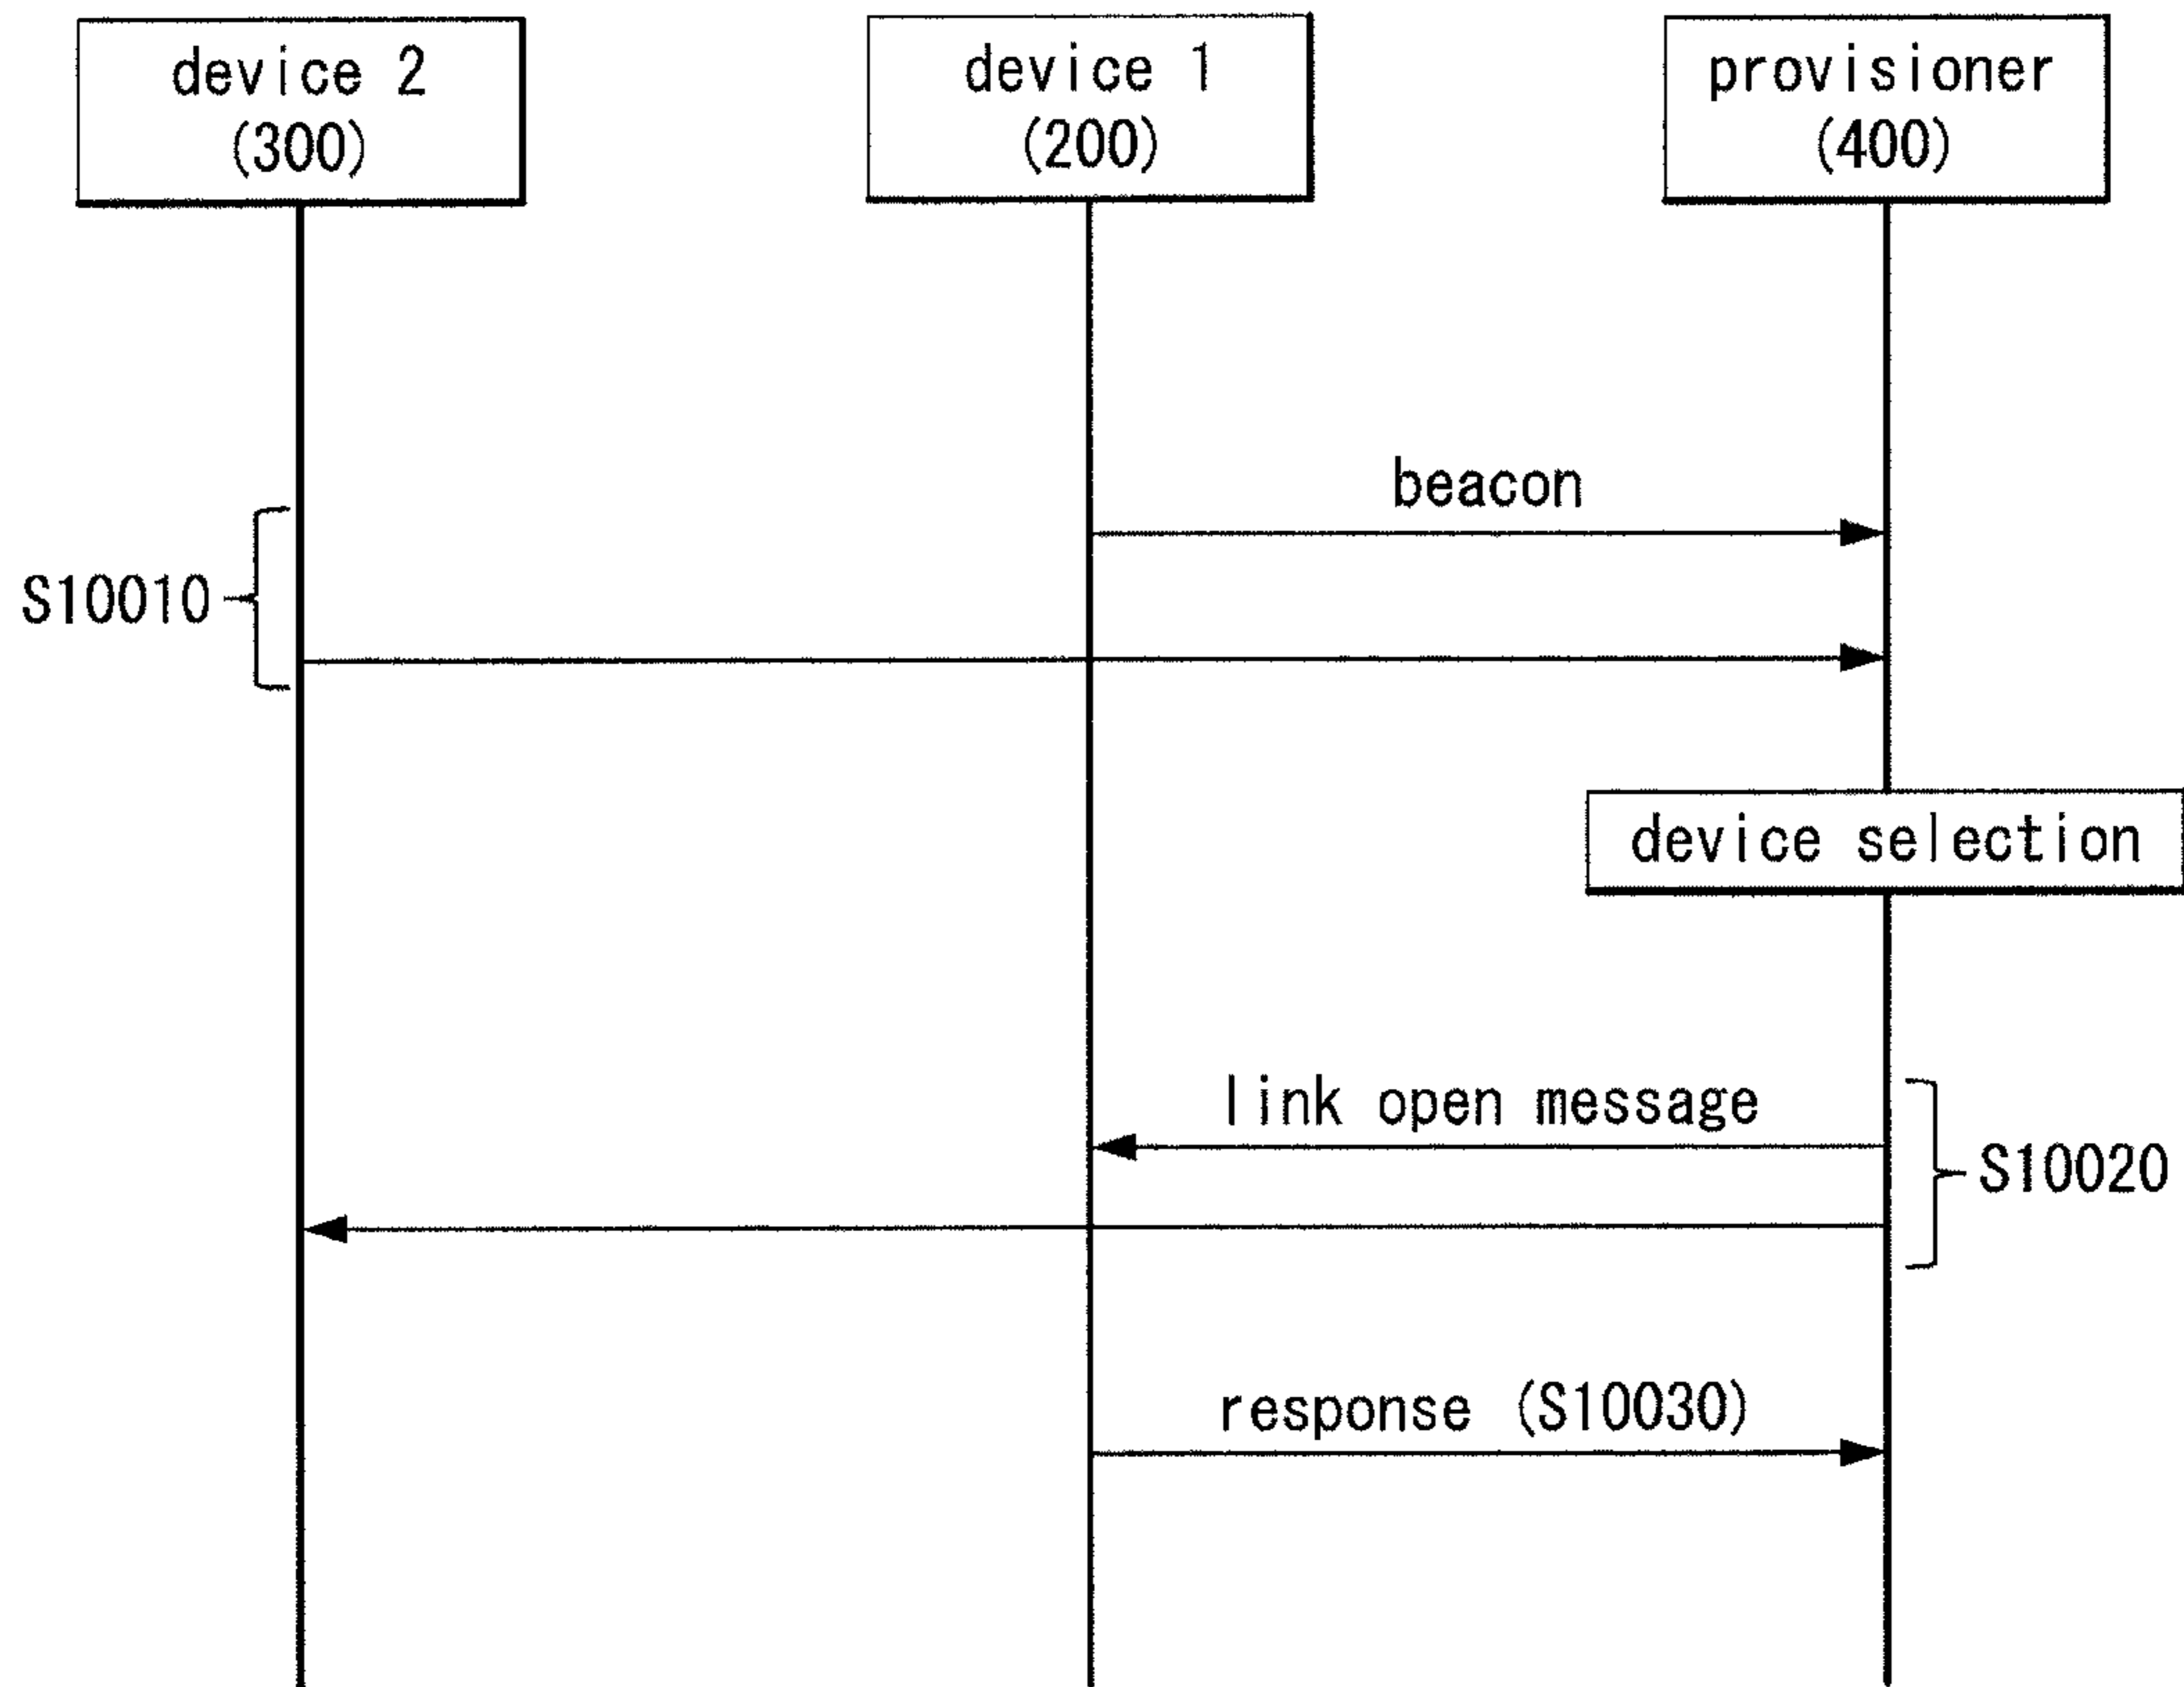 device 2
(300)
device 1
(200)
provisioner
(400)
beacon
S10010
device selection
link open message
S10020
response (S10030)